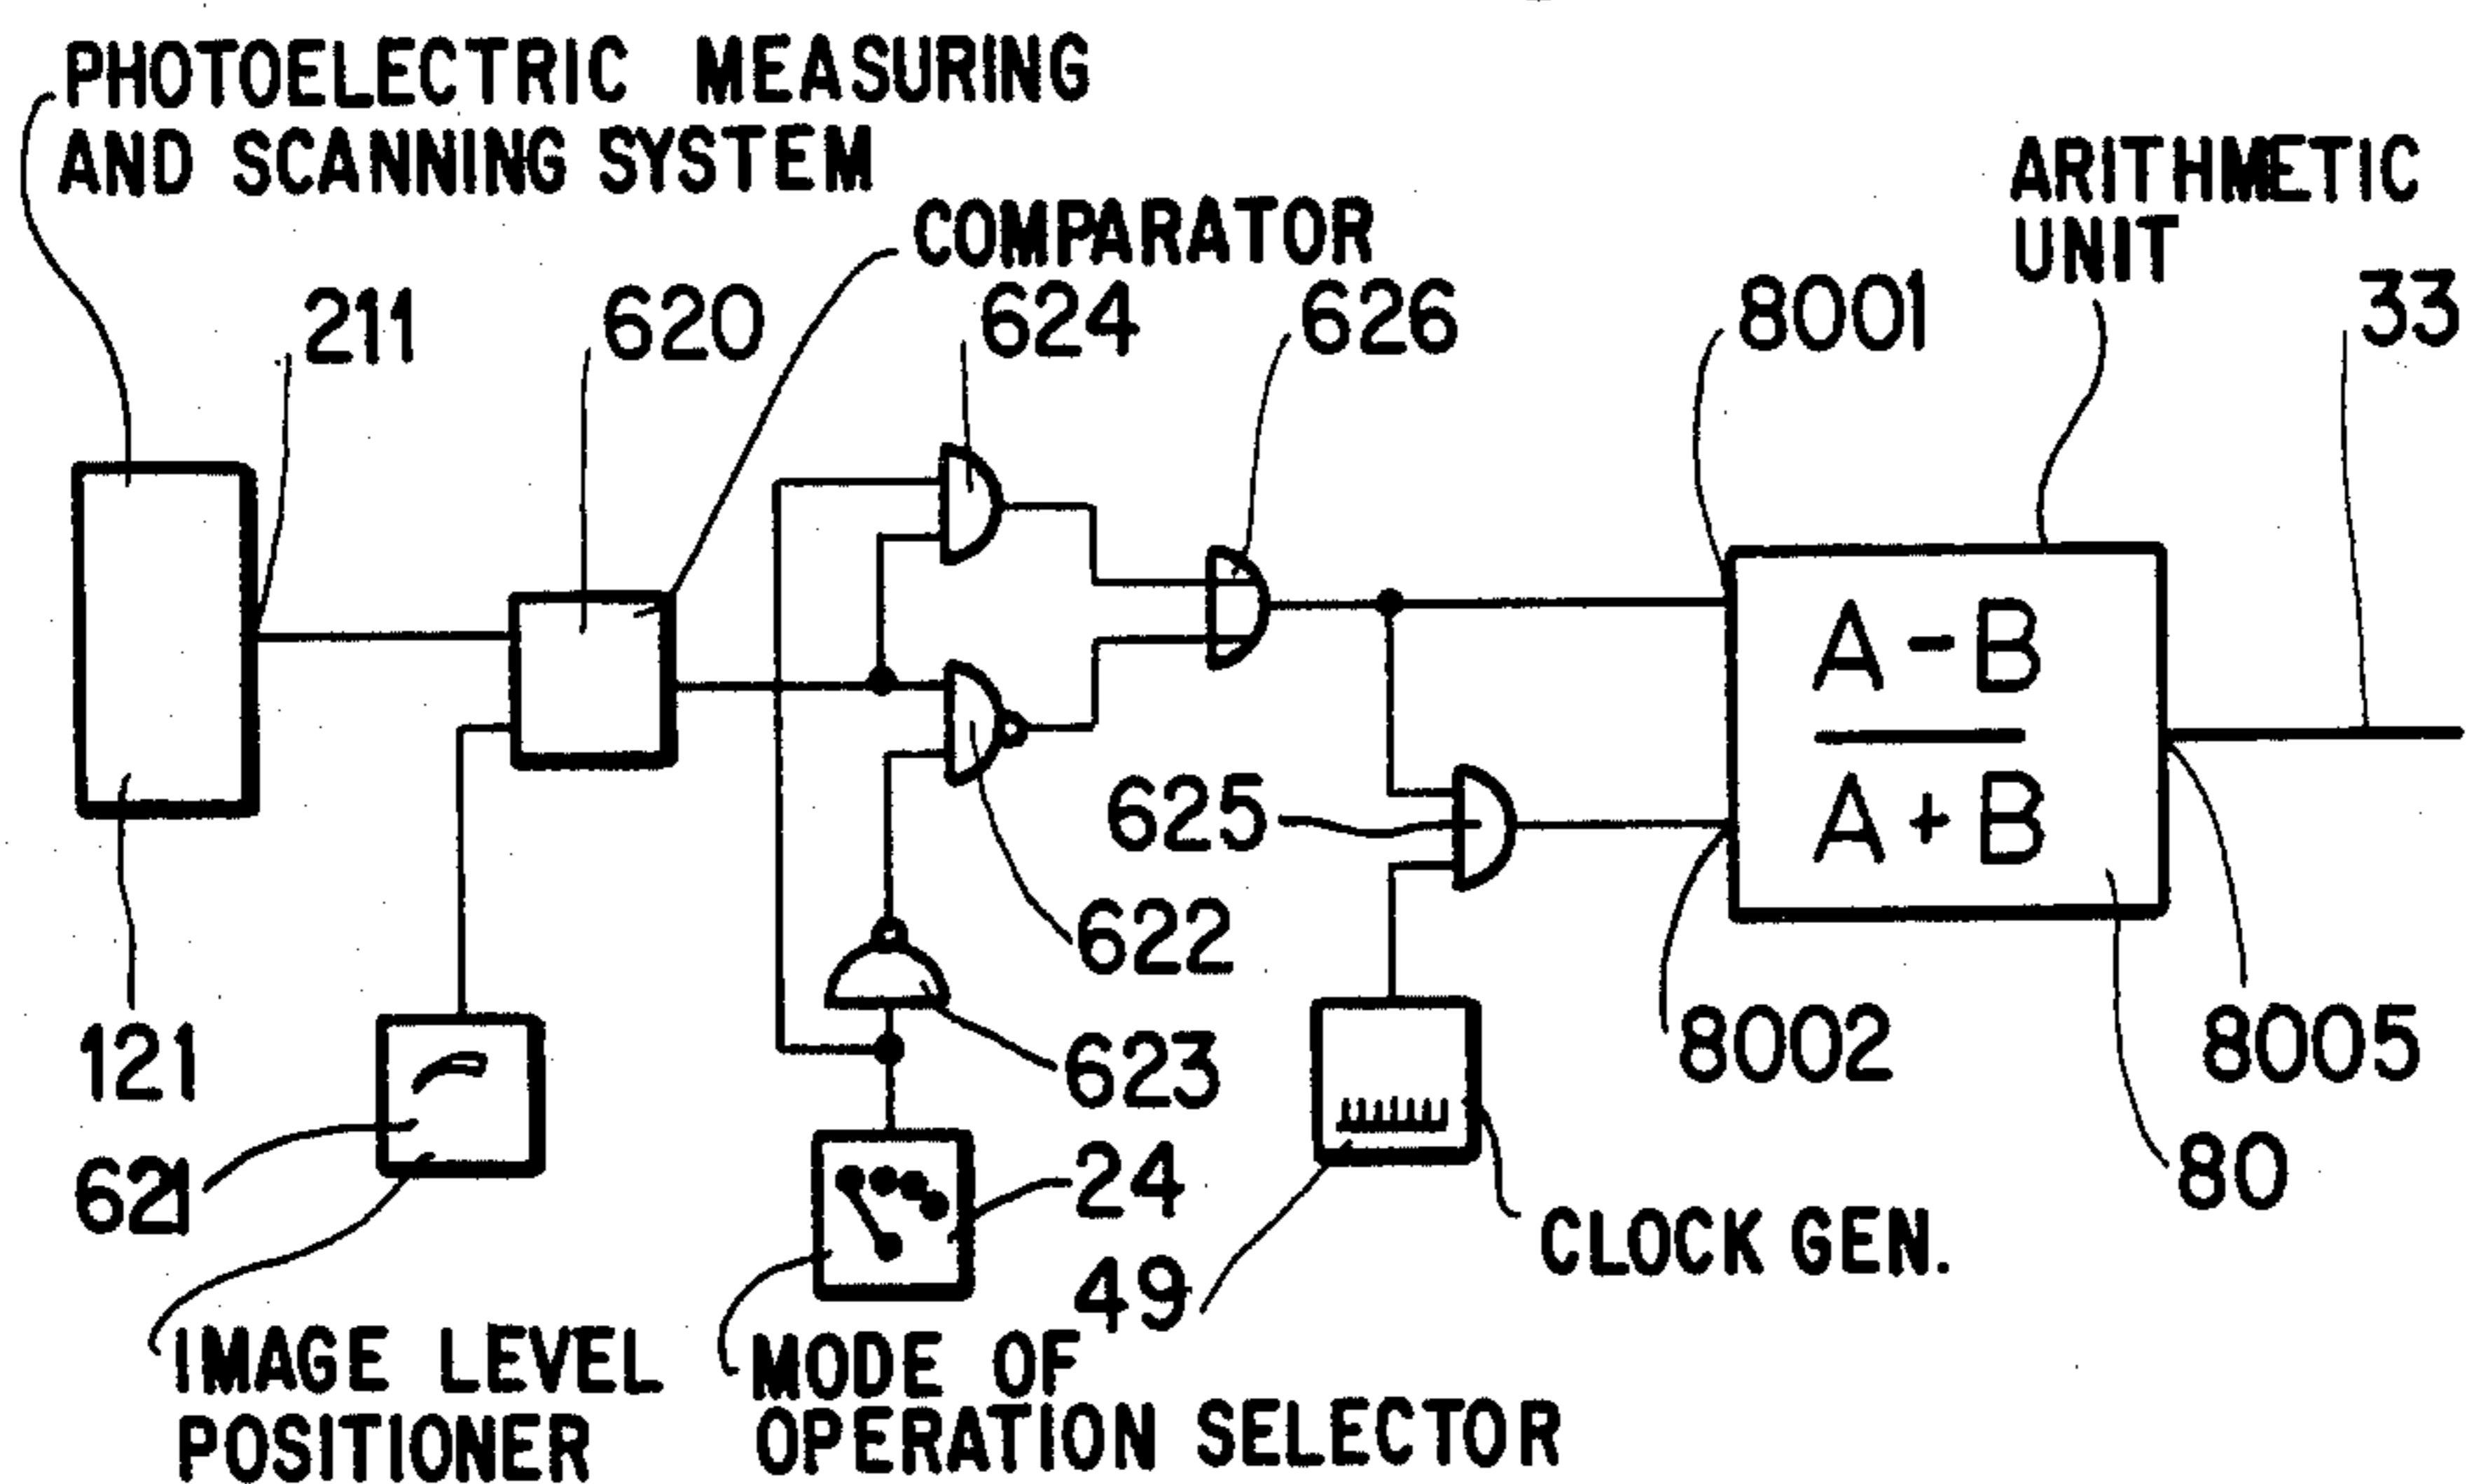 PHOTOELECTRIC MEASURING
AND SCANNING SYSTEM
COMPARATOR
ARITHMETIC
UNIT
211
620
624
626
8001
33
A-B
A+B
625
622
121
623
8002
8005
621
24
80
49
CLOCK GEN.
IMAGE LEVEL
POSITIONER
MODE OF
OPERATION SELECTOR